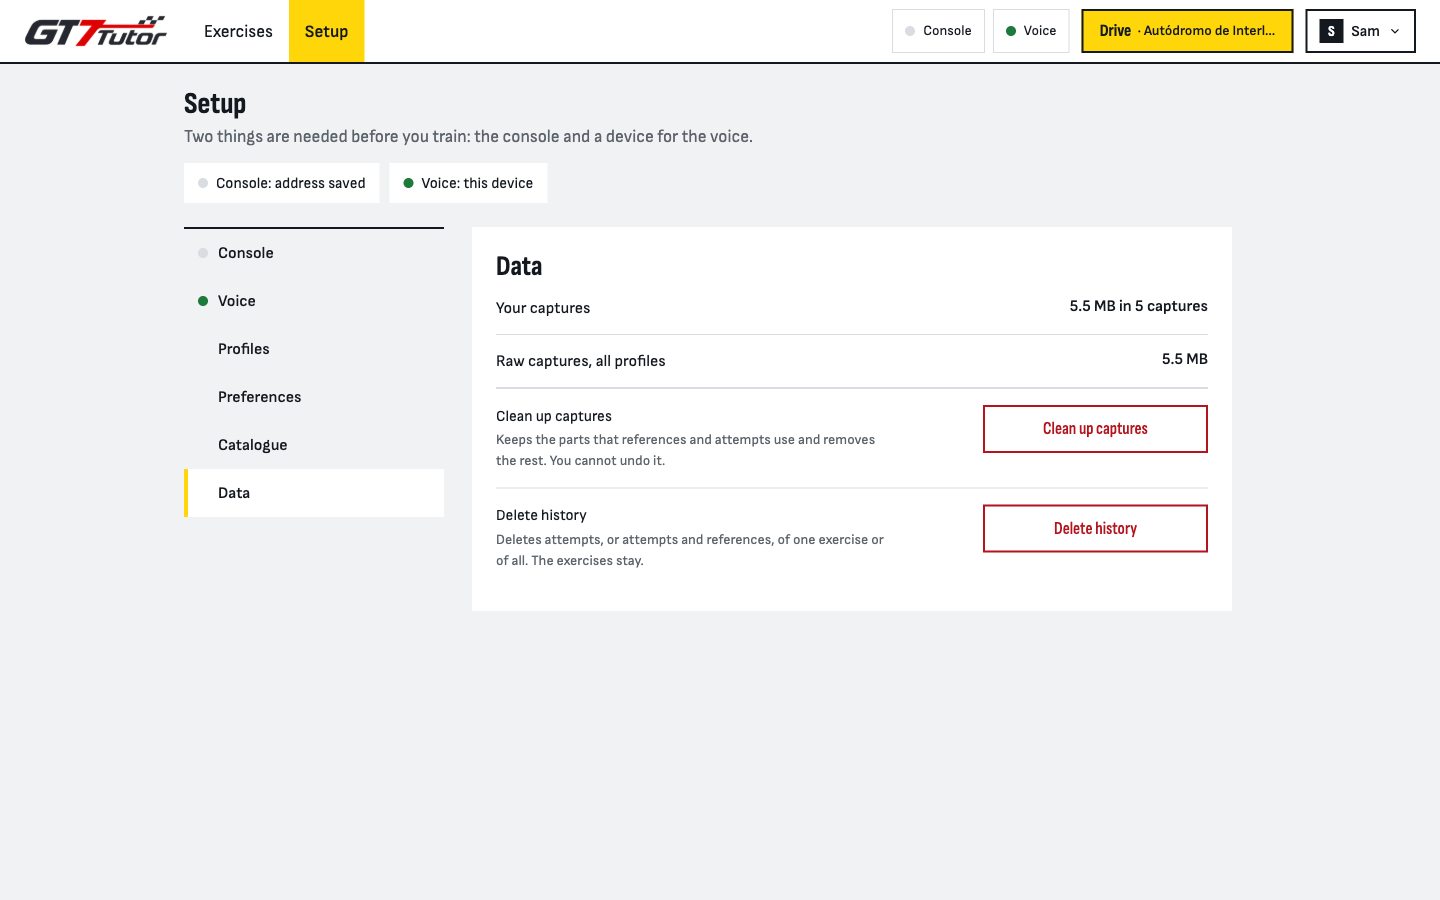 GT7Tutor
Exercises
Setup
Console
Voice
Drive · Autódromo de Interl...
S
Sam
Setup
Two things are needed before you train: the console and a device for the voice.
Console: address saved
Voice: this device
Console
Voice
Profiles
Preferences
Catalogue
Data
Data
Your captures
5.5 MB in 5 captures
Raw captures, all profiles
5.5 MB
Clean up captures
Keeps the parts that references and attempts use and removes
the rest. You cannot undo it.
Clean up captures
Delete history
Deletes attempts, or attempts and references, of one exercise or
of all. The exercises stay.
Delete history